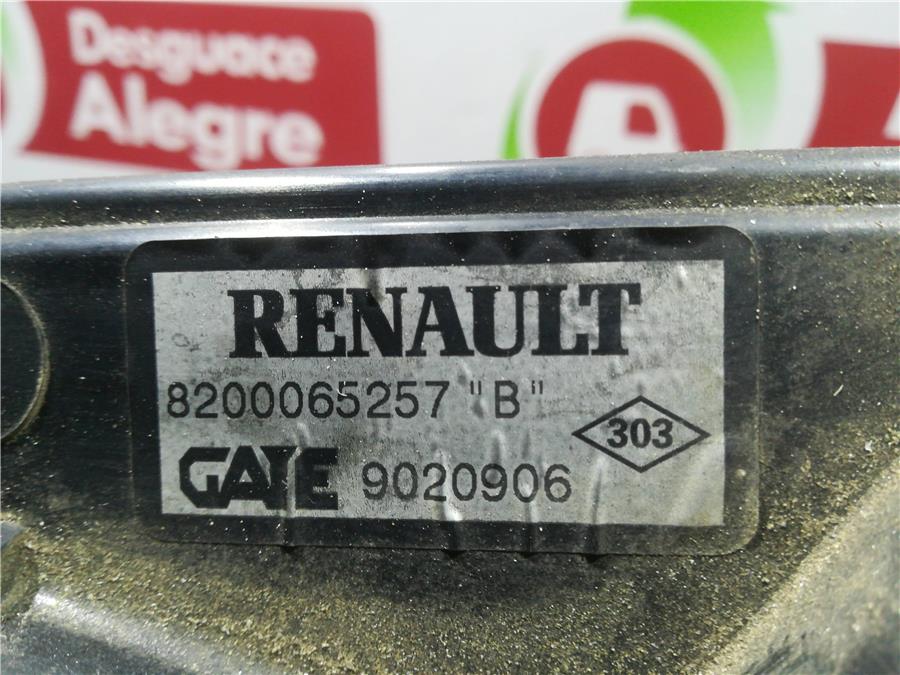 Desguace
Alegre
A
RENAULT
8200065257 "B"
303
GATE 9020906